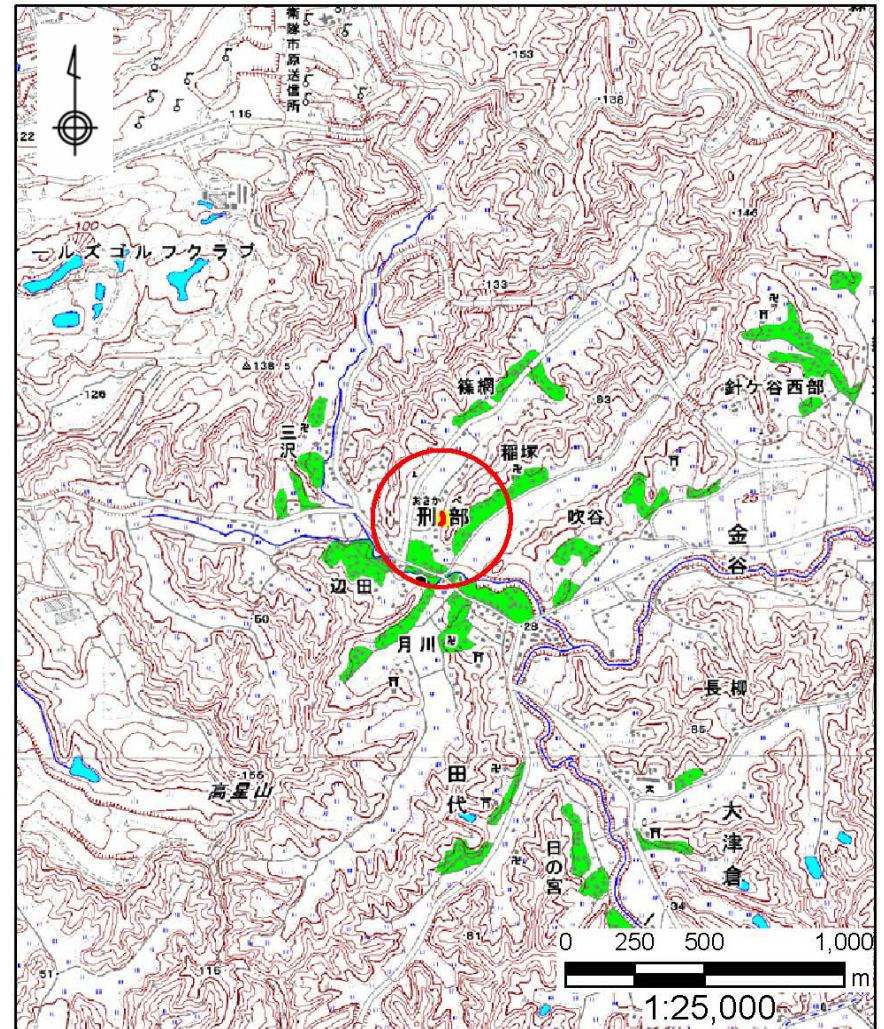 衛隊市原送信所
153
138
116
22
146
100
ールズゴルフクラブ
133
138.5
126
篠網
83
針ケ谷西部
三沢
稲塚
おさかべ
刑部
吹谷
25
金谷
辺田
50
28
月川
長柳
85
田代
155
高星山
大津倉
日の宮
34
81
51
116
0 250 500 1,000
m
1:25,000